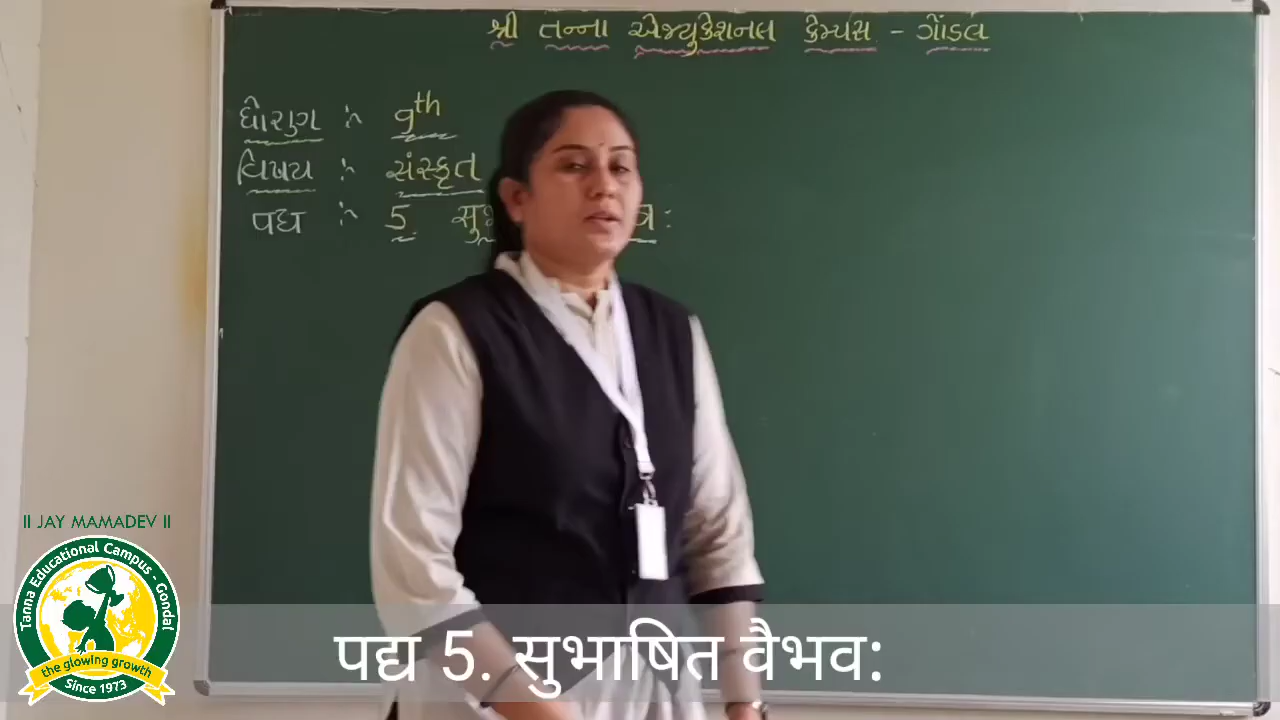 શ્રી તન્ના એજ્યુકેશનલ કેમ્પસ - ગોંડલ
ધોરણ :- 9th
વિષય :- સંસ્કૃત
પદ્ય :- 5.
II JAY MAMADEV II
Tanna Educational Campus - Gondal
the glowing growth
Since 1973
पद्य 5. सुभाषित वैभव: